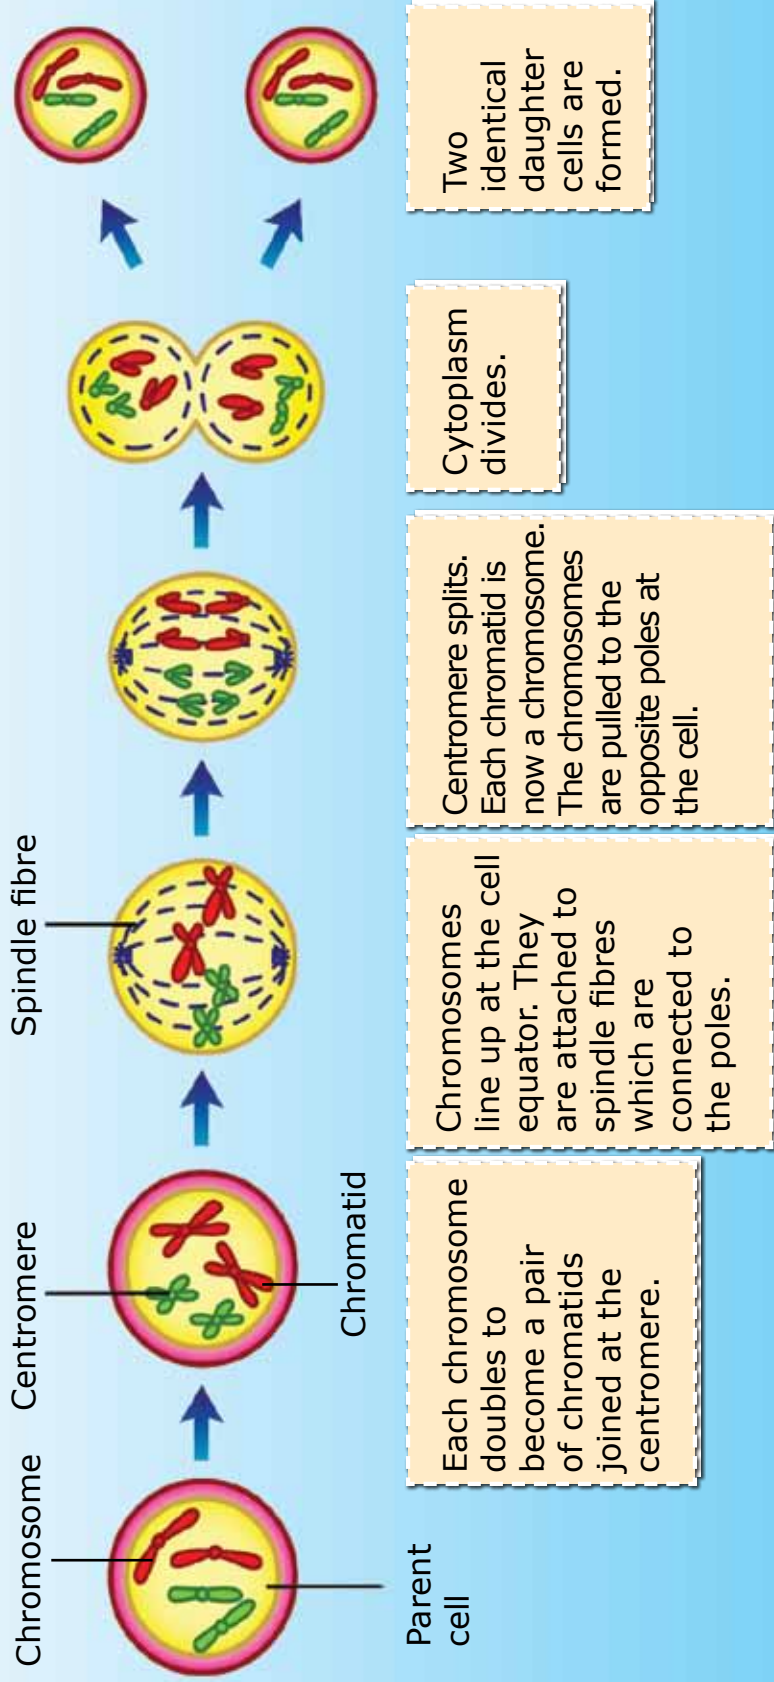 Chromosome
Centromere
Spindle fibre
Chromatid
Parent
cell
Each chromosome
doubles to
become a pair
of chromatids
joined at the
centromere.
Chromosomes
line up at the cell
equator. They
are attached to
spindle fibres
which are
connected to
the poles.
Centromere splits.
Each chromatid is
now a chromosome.
The chromosomes
are pulled to the
opposite poles at
the cell.
Cytoplasm
divides.
Two
identical
daughter
cells are
formed.